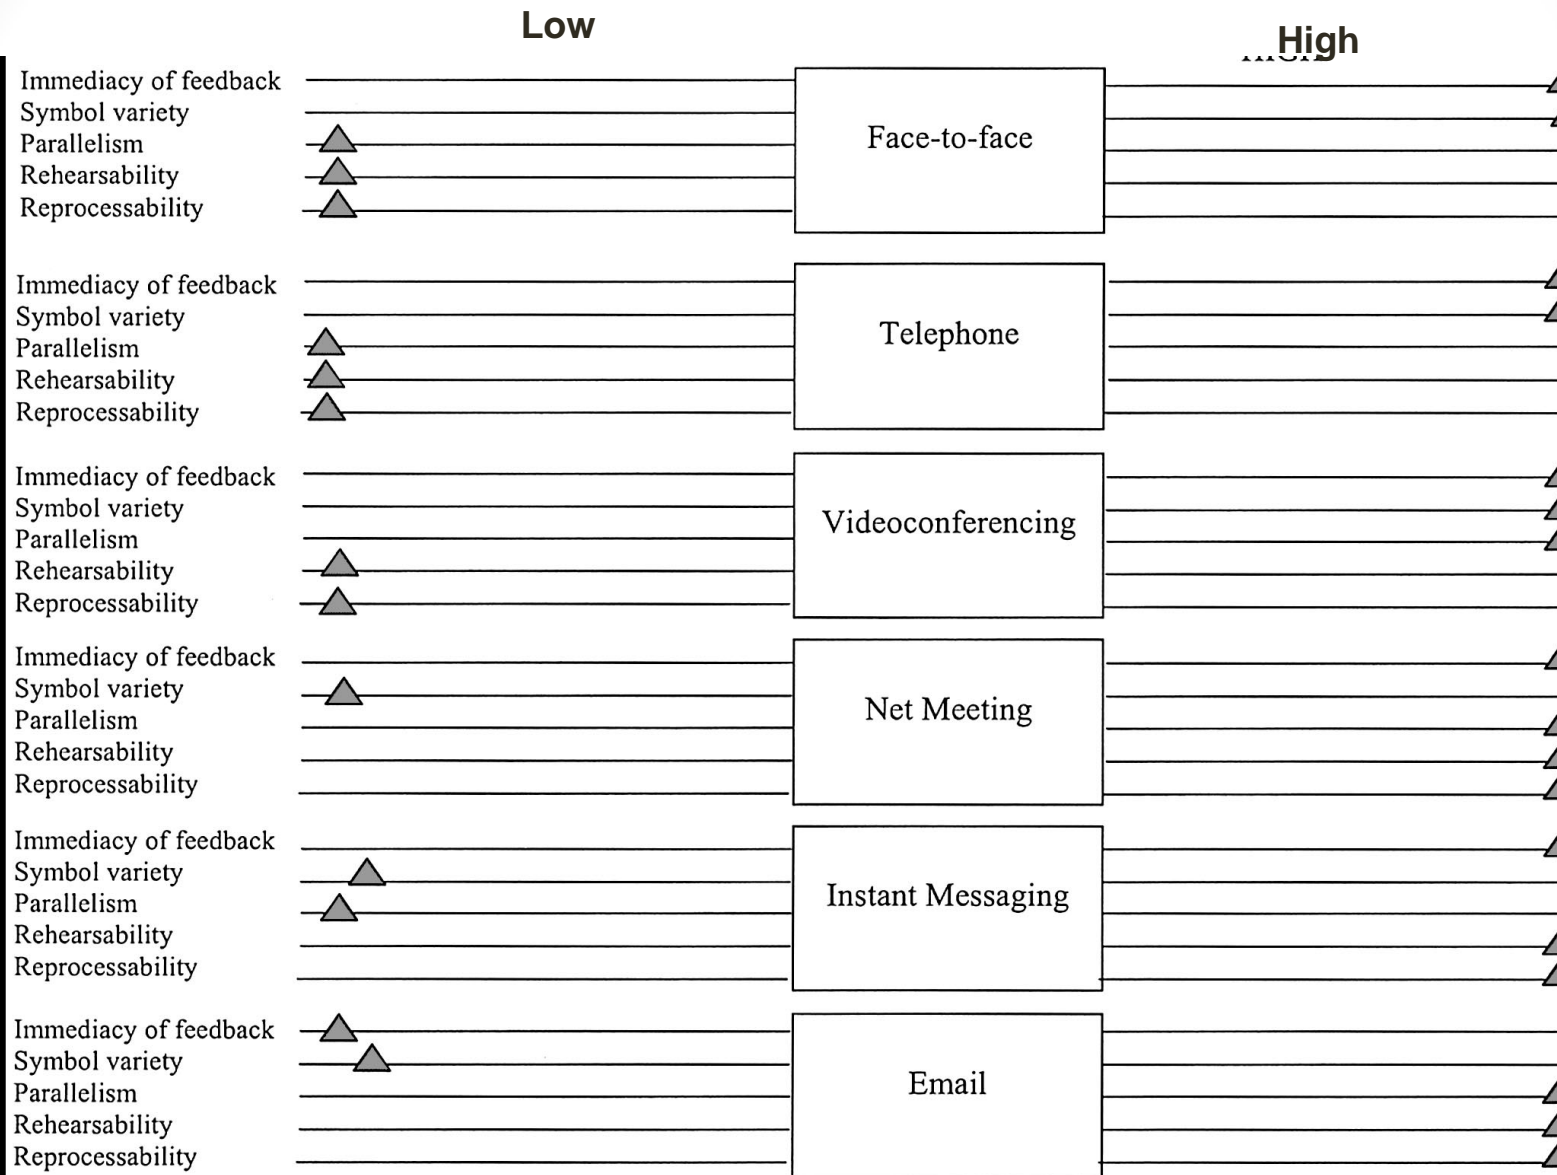 Low
High
Immediacy of feedback
Symbol variety
Parallelism
Rehearsability
Reprocessability
Face-to-face
Immediacy of feedback
Symbol variety
Parallelism
Rehearsability
Reprocessability
Telephone
Immediacy of feedback
Symbol variety
Parallelism
Rehearsability
Reprocessability
Videoconferencing
Immediacy of feedback
Symbol variety
Parallelism
Rehearsability
Reprocessability
Net Meeting
Immediacy of feedback
Symbol variety
Parallelism
Rehearsability
Reprocessability
Instant Messaging
Immediacy of feedback
Symbol variety
Parallelism
Rehearsability
Reprocessability
Email